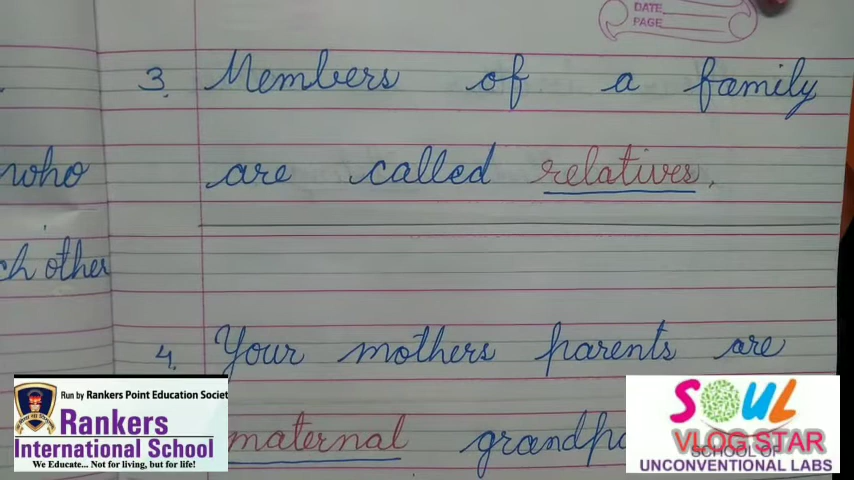 DATE
PAGE
3. Members of a family
who are called relatives.
ch other
4. Your mothers parents are
maternal
Run by Rankers Point Education Societ
Rankers
International School
We Educate... Not for living, but for life!
SOUL
VLOG STAR
SCHOOL OF
UNCONVENTIONAL LABS